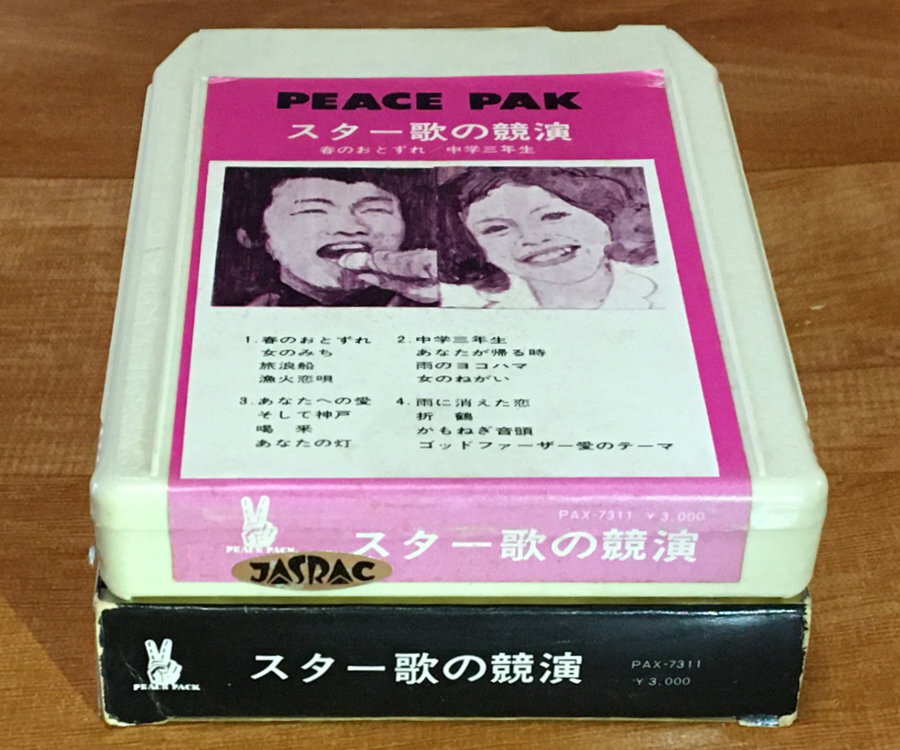 PEACE PAK
スター歌の競演
春のおとずれ／中学三年生
1. 春のおとずれ
女のみち
旅浪船
漁火恋唄
2. 中学三年生
あなたが帰る時
雨のヨコハマ
女のねがい
3. あなたへの愛
そして神戸
喝 采
あなたの灯
4. 雨に消えた恋
折 鶴
かもねぎ音頭
ゴッドファーザー愛のテーマ
PAX-7311 ¥3,000
PEACE PACK
スター歌の競演
JASRAC
PEACE PACK
スター歌の競演
PAX-7311
¥3,000